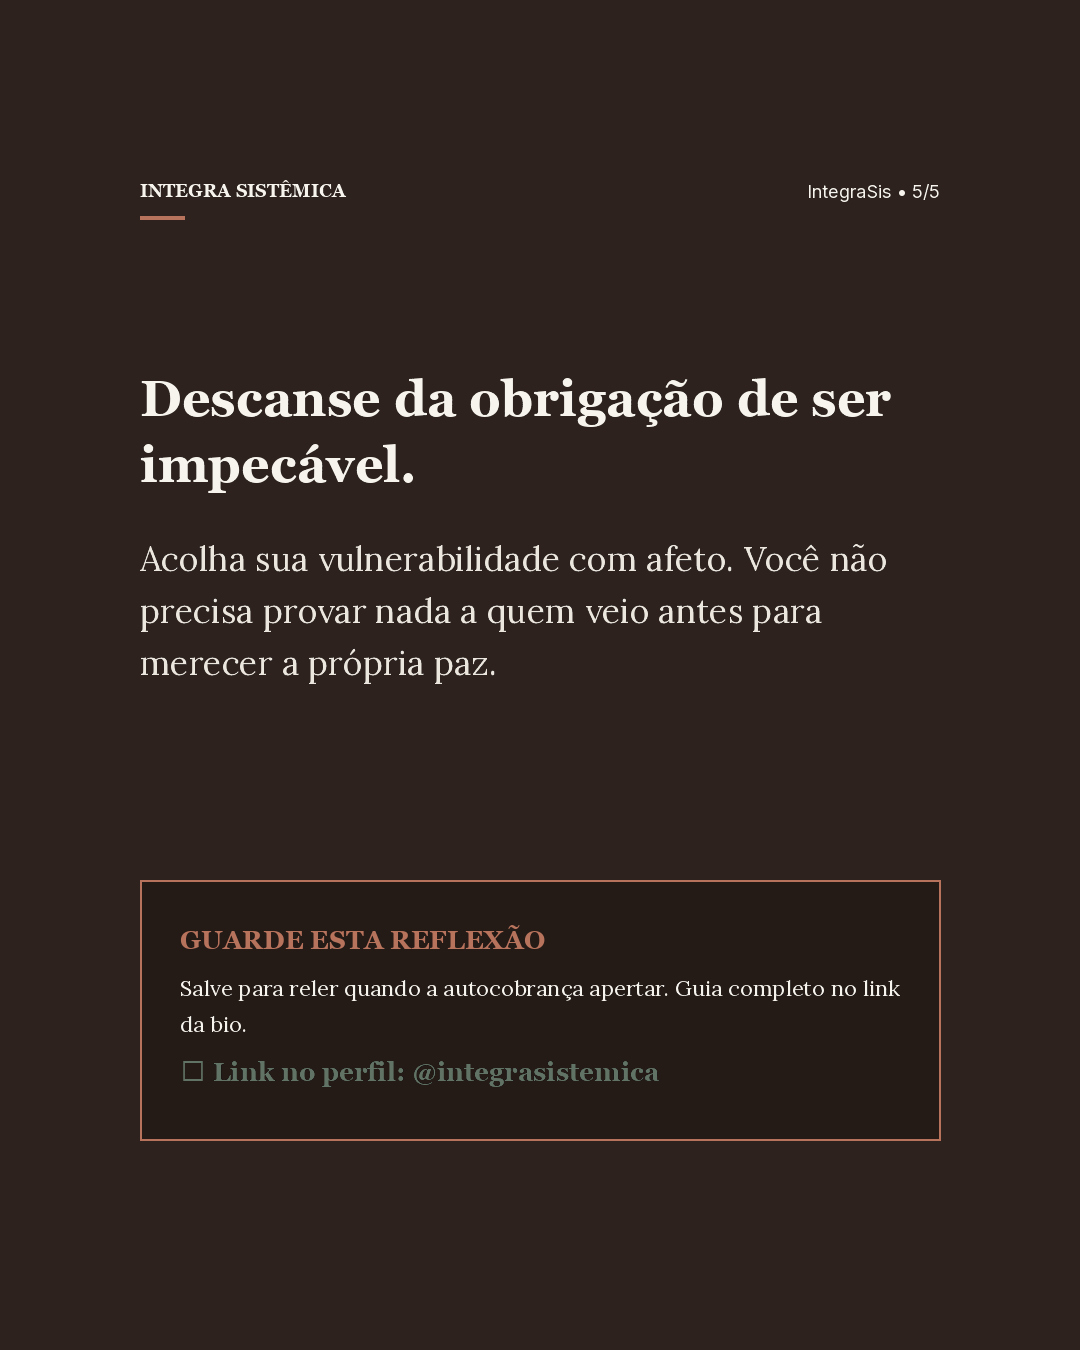 INTEGRA SISTÊMICA
IntegraSis • 5/5
Descanse da obrigação de ser
impecável.
Acolha sua vulnerabilidade com afeto. Você não
precisa provar nada a quem veio antes para
merecer a própria paz.
GUARDE ESTA REFLEXÃO
Salve para reler quando a autocobrança apertar. Guia completo no link
da bio.
☐ Link no perfil: @integrasistemica